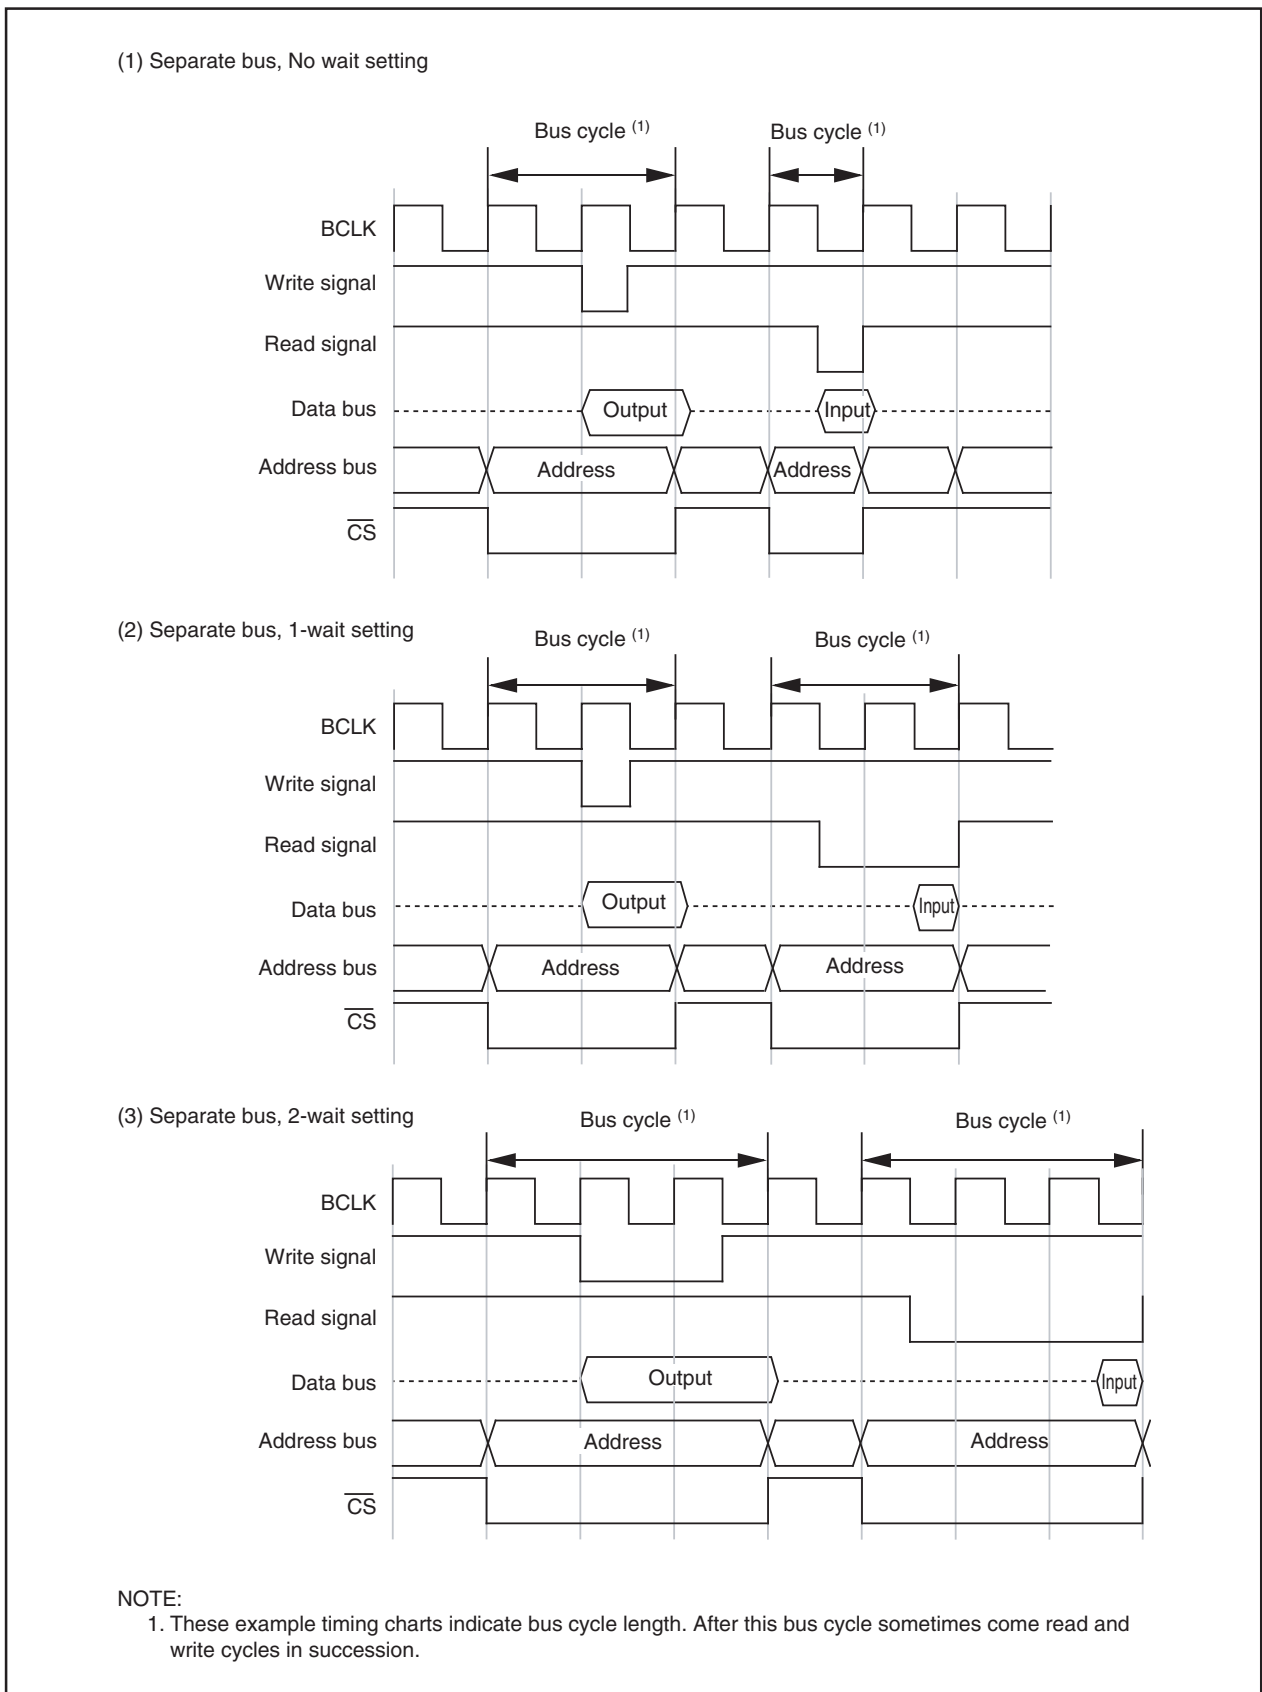 (1) Separate bus, No wait setting
Bus cycle (1)
Bus cycle (1)
BCLK
Write signal
Read signal
Data bus
Output
Input
Address bus
Address
Address
CS
(2) Separate bus, 1-wait setting
Bus cycle (1)
Bus cycle (1)
BCLK
Write signal
Read signal
Data bus
Output
Input
Address bus
Address
Address
CS
(3) Separate bus, 2-wait setting
Bus cycle (1)
Bus cycle (1)
BCLK
Write signal
Read signal
Data bus
Output
Input
Address bus
Address
Address
CS
NOTE:
1. These example timing charts indicate bus cycle length. After this bus cycle sometimes come read and
write cycles in succession.